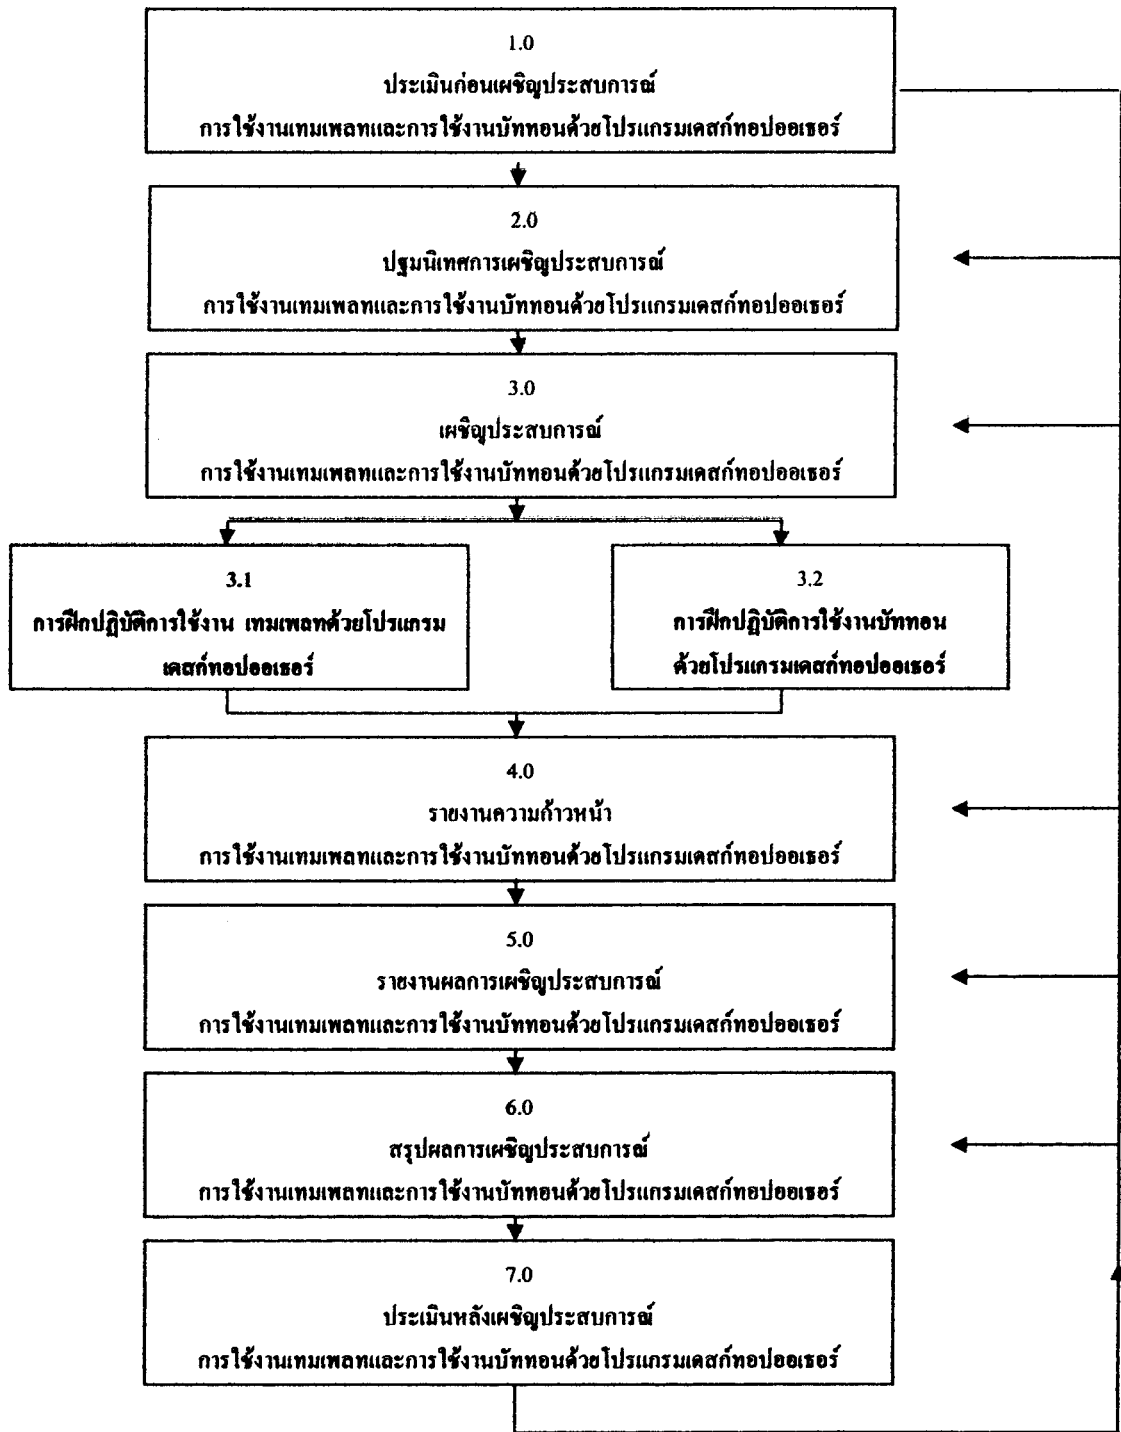 1.0
ประเมินก่อนเผชิญประสบการณ์
การใช้งานเทมเพลทและการใช้งานบัททอนด้วยโปรแกรมเดสก์ทอปออเธอร์
2.0
ปฐมนิเทศการเผชิญประสบการณ์
การใช้งานเทมเพลทและการใช้งานบัททอนด้วยโปรแกรมเดสก์ทอปออเธอร์
3.0
เผชิญประสบการณ์
การใช้งานเทมเพลทและการใช้งานบัททอนด้วยโปรแกรมเดสก์ทอปออเธอร์
3.1
การฝึกปฏิบัติการใช้งาน เทมเพลทด้วยโปรแกรม
เดสก์ทอปออเธอร์
3.2
การฝึกปฏิบัติการใช้งานบัททอน
ด้วยโปรแกรมเดสก์ทอปออเธอร์
4.0
รายงานความก้าวหน้า
การใช้งานเทมเพลทและการใช้งานบัททอนด้วยโปรแกรมเดสก์ทอปออเธอร์
5.0
รายงานผลการเผชิญประสบการณ์
การใช้งานเทมเพลทและการใช้งานบัททอนด้วยโปรแกรมเดสก์ทอปออเธอร์
6.0
สรุปผลการเผชิญประสบการณ์
การใช้งานเทมเพลทและการใช้งานบัททอนด้วยโปรแกรมเดสก์ทอปออเธอร์
7.0
ประเมินหลังเผชิญประสบการณ์
การใช้งานเทมเพลทและการใช้งานบัททอนด้วยโปรแกรมเดสก์ทอปออเธอร์